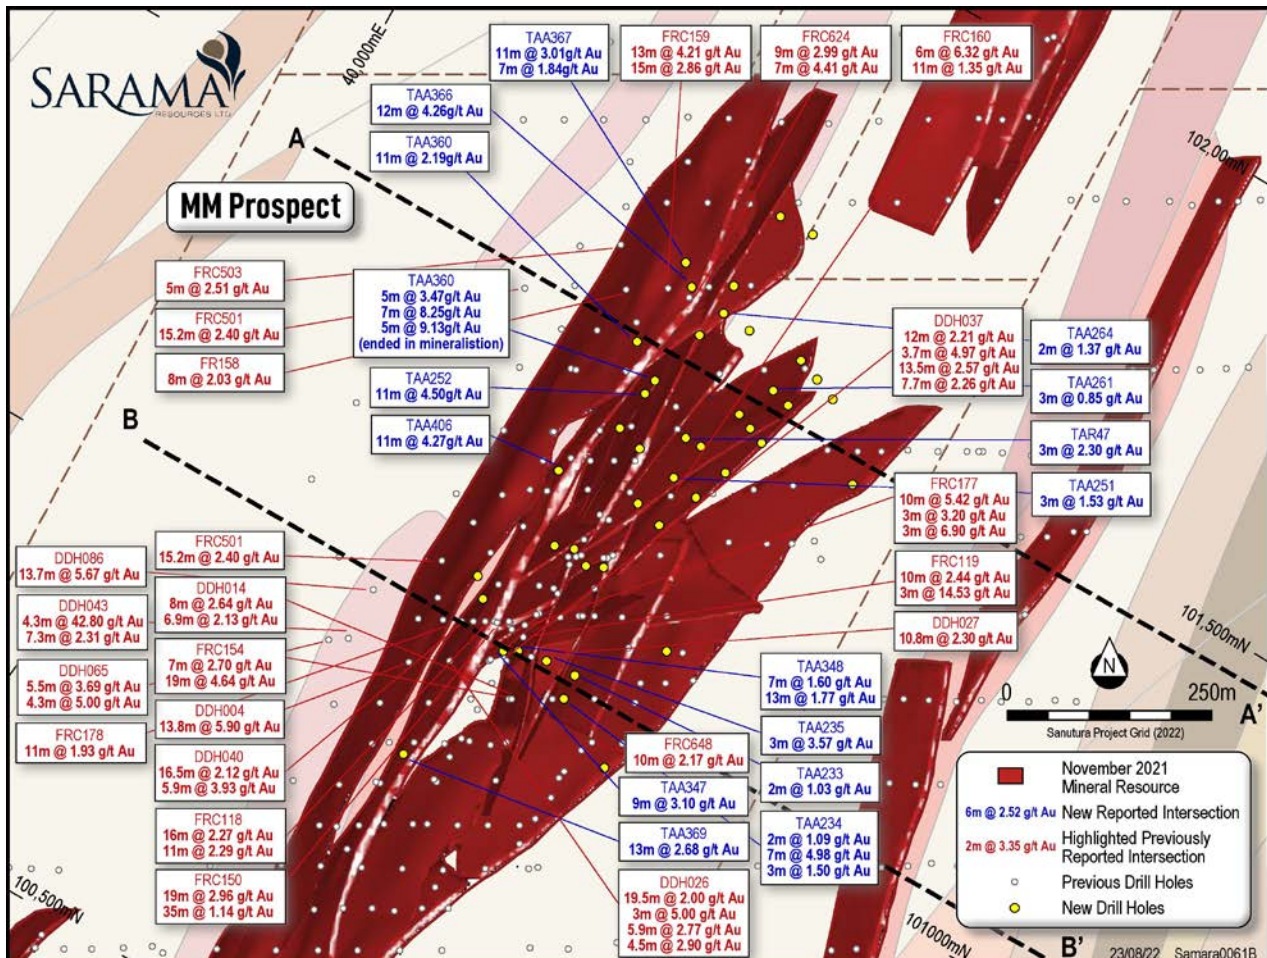 SARAMA
RESOURCES LTD
40,000mE
TAA367
11m @ 3.01g/t Au
7m @ 1.84g/t Au
FRC159
13m @ 4.21 g/t Au
15m @ 2.86 g/t Au
FRC624
9m @ 2.99 g/t Au
7m @ 4.41 g/t Au
FRC160
6m @ 6.32 g/t Au
11m @ 1.35 g/t Au
TAA366
12m @ 4.26g/t Au
A
TAA360
11m @ 2.19g/t Au
102,00mN
MM Prospect
FRC503
5m @ 2.51 g/t Au
FRC501
15.2m @ 2.40 g/t Au
FR158
8m @ 2.03 g/t Au
TAA360
5m @ 3.47g/t Au
7m @ 8.25g/t Au
5m @ 9.13g/t Au
(ended in mineralistion)
DDH037
12m @ 2.21 g/t Au
3.7m @ 4.97 g/t Au
13.5m @ 2.57 g/t Au
7.7m @ 2.26 g/t Au
TAA264
2m @ 1.37 g/t Au
TAA261
3m @ 0.85 g/t Au
TAA252
11m @ 4.50g/t Au
B
TAA406
11m @ 4.27g/t Au
TAR47
3m @ 2.30 g/t Au
FRC177
10m @ 5.42 g/t Au
3m @ 3.20 g/t Au
3m @ 6.90 g/t Au
TAA251
3m @ 1.53 g/t Au
DDH086
13.7m @ 5.67 g/t Au
FRC501
15.2m @ 2.40 g/t Au
DDH043
4.3m @ 42.80 g/t Au
7.3m @ 2.31 g/t Au
DDH014
8m @ 2.64 g/t Au
6.9m @ 2.13 g/t Au
FRC119
10m @ 2.44 g/t Au
3m @ 14.53 g/t Au
DDH027
10.8m @ 2.30 g/t Au
101,500mN
DDH065
5.5m @ 3.69 g/t Au
4.3m @ 5.00 g/t Au
FRC154
7m @ 2.70 g/t Au
19m @ 4.64 g/t Au
TAA348
7m @ 1.60 g/t Au
13m @ 1.77 g/t Au
N
0
250m
A'
Sanutura Project Grid (2022)
FRC178
11m @ 1.93 g/t Au
DDH004
13.8m @ 5.90 g/t Au
TAA235
3m @ 3.57 g/t Au
FRC648
10m @ 2.17 g/t Au
DDH040
16.5m @ 2.12 g/t Au
5.9m @ 3.93 g/t Au
TAA233
2m @ 1.03 g/t Au
TAA347
9m @ 3.10 g/t Au
FRC118
16m @ 2.27 g/t Au
11m @ 2.29 g/t Au
TAA369
13m @ 2.68 g/t Au
TAA234
2m @ 1.09 g/t Au
7m @ 4.98 g/t Au
3m @ 1.50 g/t Au
FRC150
19m @ 2.96 g/t Au
35m @ 1.14 g/t Au
DDH026
19.5m @ 2.00 g/t Au
3m @ 5.00 g/t Au
5.9m @ 2.77 g/t Au
4.5m @ 2.90 g/t Au
100,500mN
November 2021
Mineral Resource
6m @ 2.52 g/t Au New Reported Intersection
2m @ 3.35 g/t Au Highlighted Previously
Reported Intersection
Previous Drill Holes
New Drill Holes
101000mN
B'
23/08/22 Samara0061B